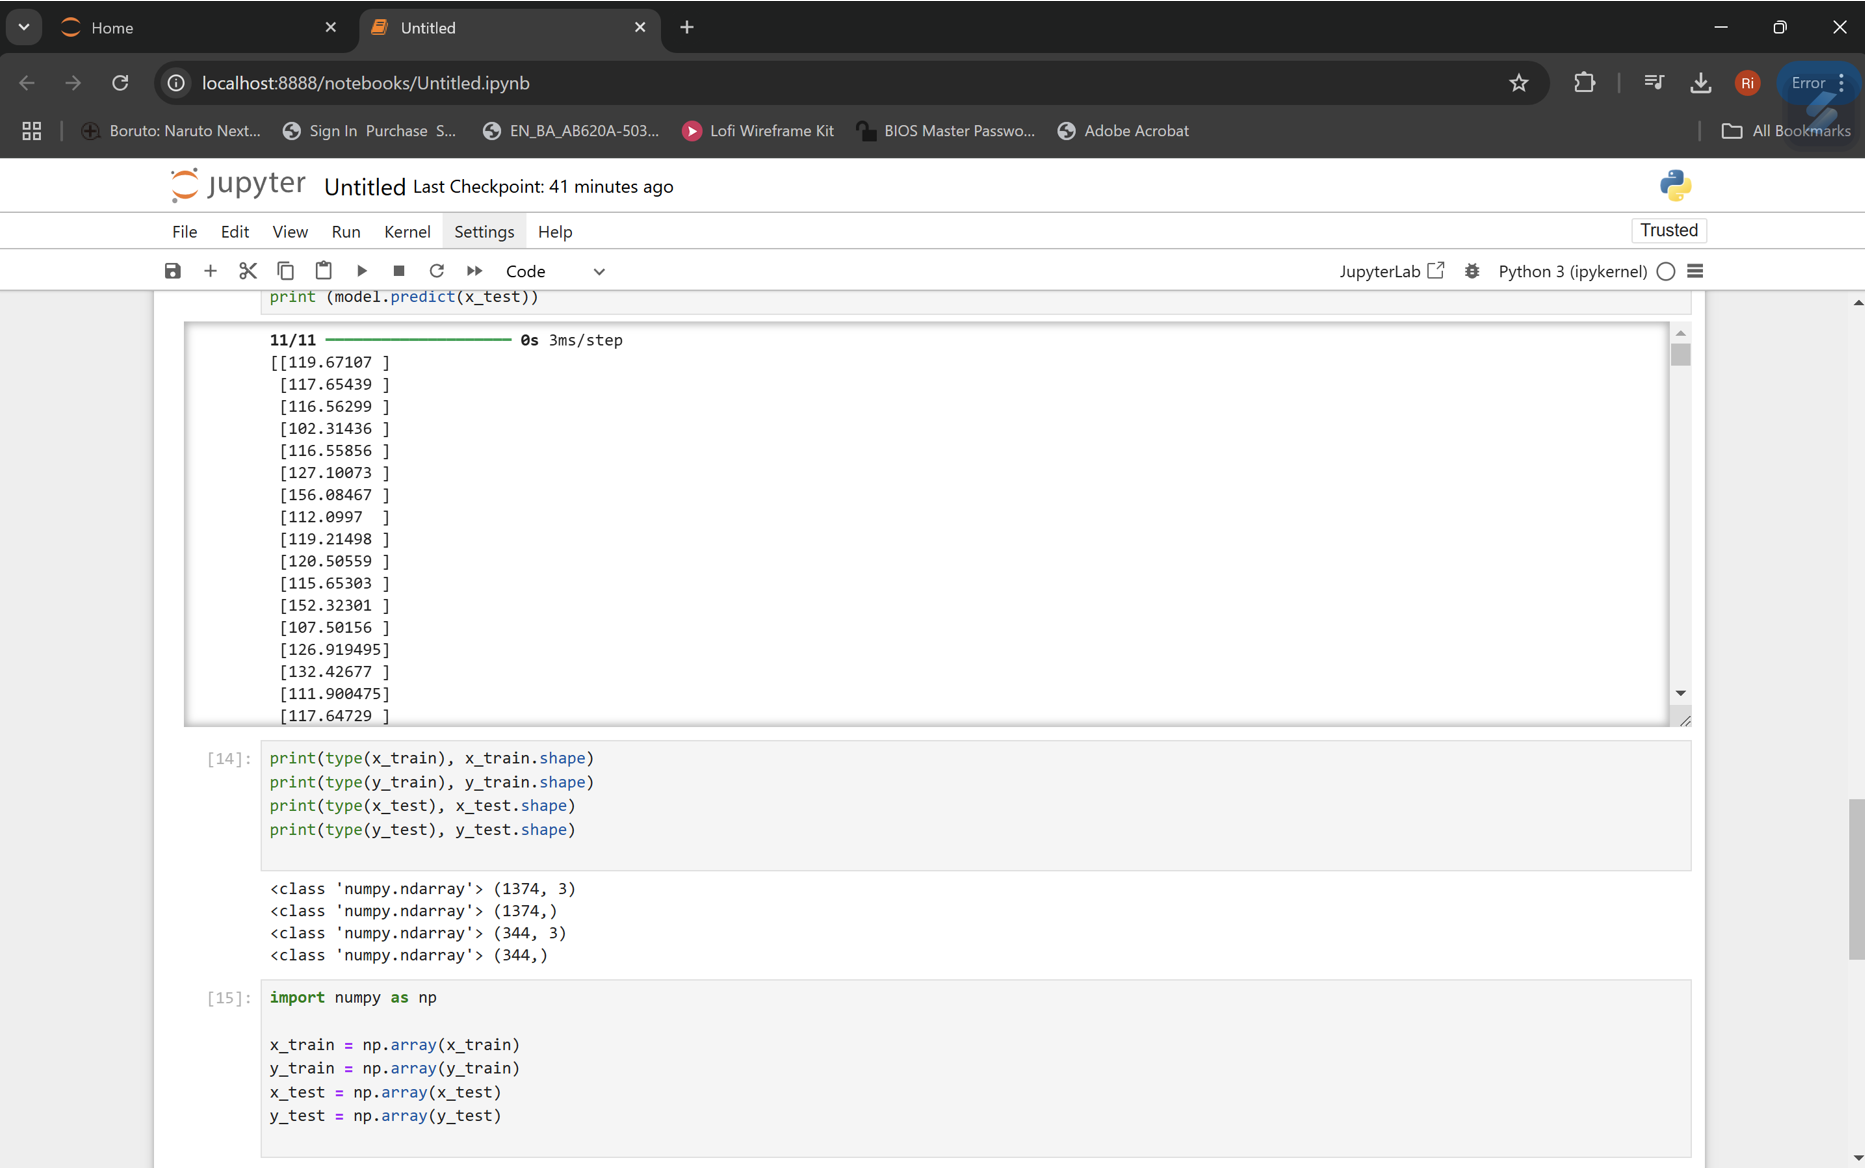 Home
Untitled
localhost:8888/notebooks/Untitled.ipynb
Ri
Error
Boruto: Naruto Next...
Sign In Purchase S...
EN_BA_AB620A-503...
Lofi Wireframe Kit
BIOS Master Passwo...
Adobe Acrobat
All Bookmarks
jupyter Untitled Last Checkpoint: 41 minutes ago
File Edit View Run Kernel Settings Help
Trusted
Code
JupyterLab
Python 3 (ipykernel)
print (model.predict(x_test))
11/11 ━━━━━━━━━━━━━━━━━━━━ 0s 3ms/step
[[119.67107 ]
[117.65439 ]
[116.56299 ]
[102.31436 ]
[116.55856 ]
[127.10073 ]
[156.08467 ]
[112.0997  ]
[119.21498 ]
[120.50559 ]
[115.65303 ]
[152.32301 ]
[107.50156 ]
[126.919495]
[132.42677 ]
[111.900475]
[117.64729 ]
[14]:
print(type(x_train), x_train.shape)
print(type(y_train), y_train.shape)
print(type(x_test), x_test.shape)
print(type(y_test), y_test.shape)
<class 'numpy.ndarray'> (1374, 3)
<class 'numpy.ndarray'> (1374,)
<class 'numpy.ndarray'> (344, 3)
<class 'numpy.ndarray'> (344,)
[15]:
import numpy as np
x_train = np.array(x_train)
y_train = np.array(y_train)
x_test = np.array(x_test)
y_test = np.array(y_test)